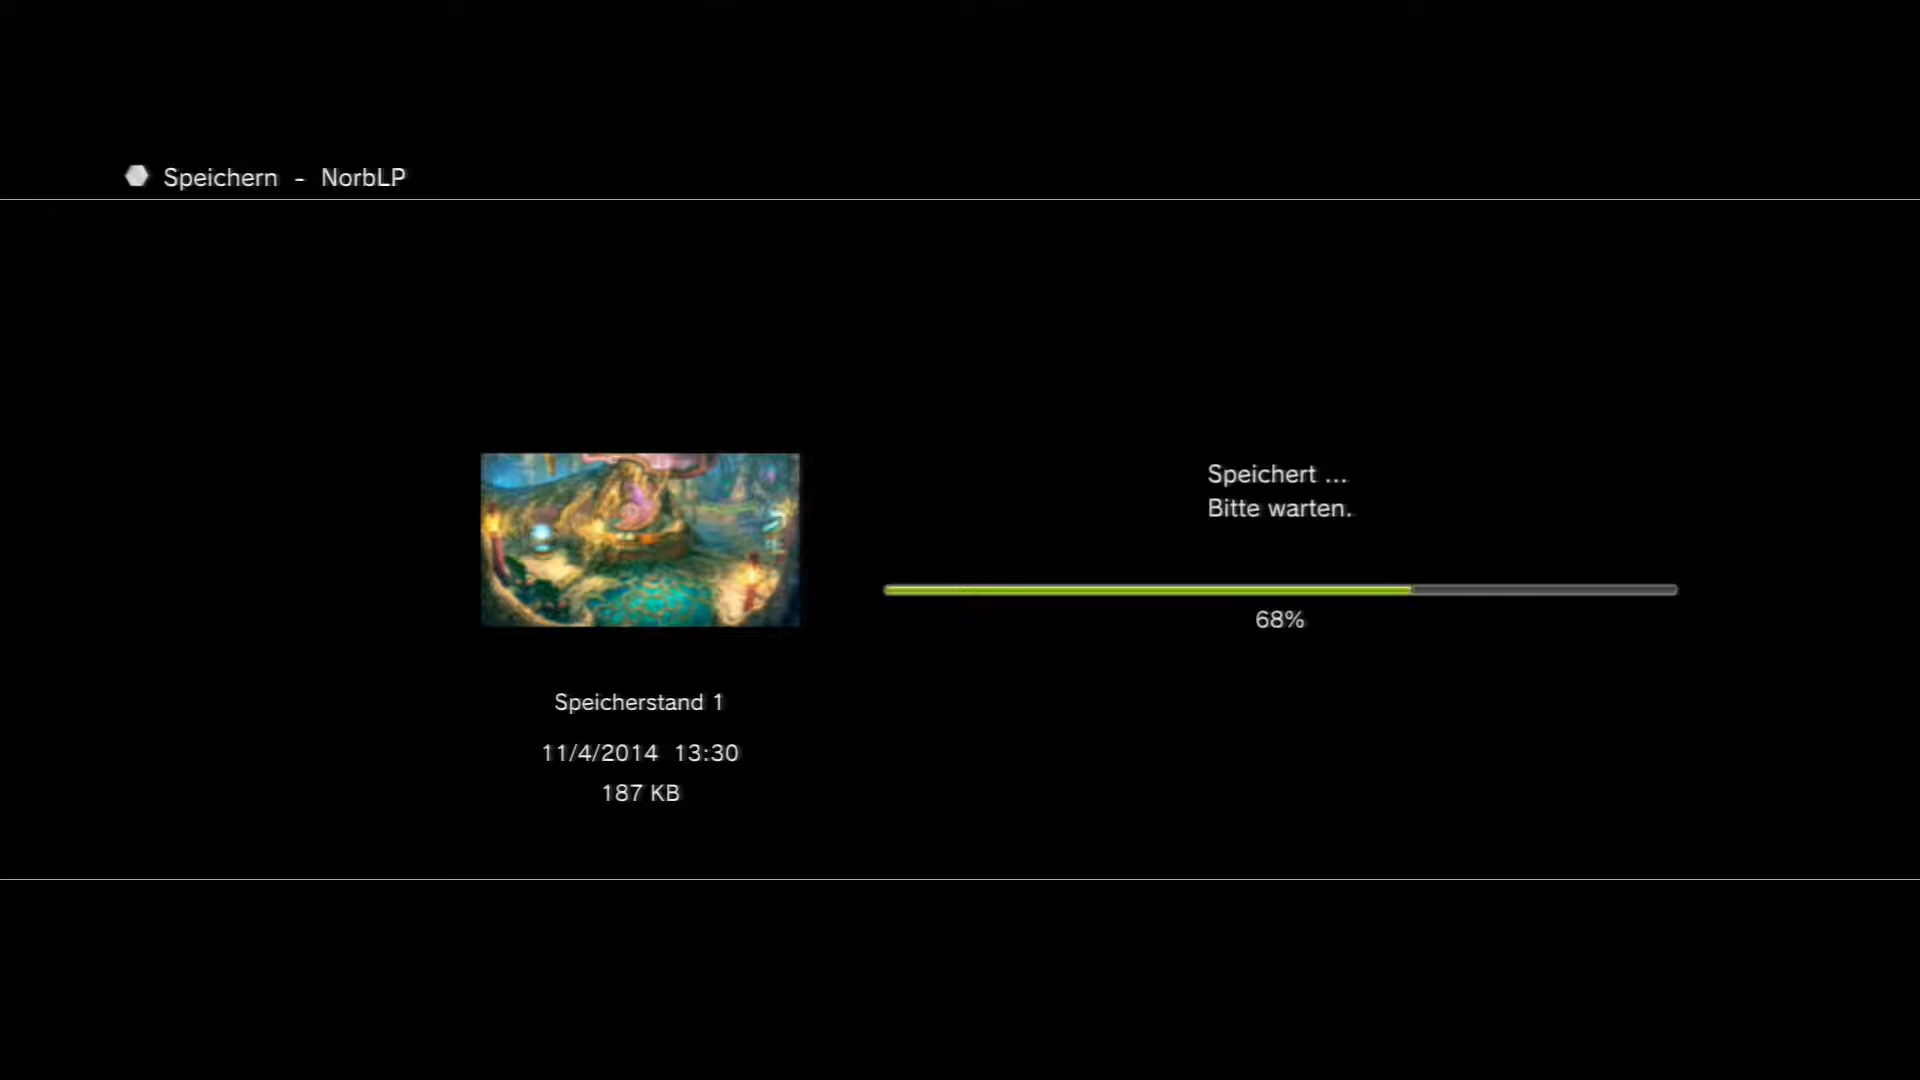 Speichern - NorbLP
Speichert ...
Bitte warten.
68%
Speicherstand 1
11/4/2014 13:30
187 KB